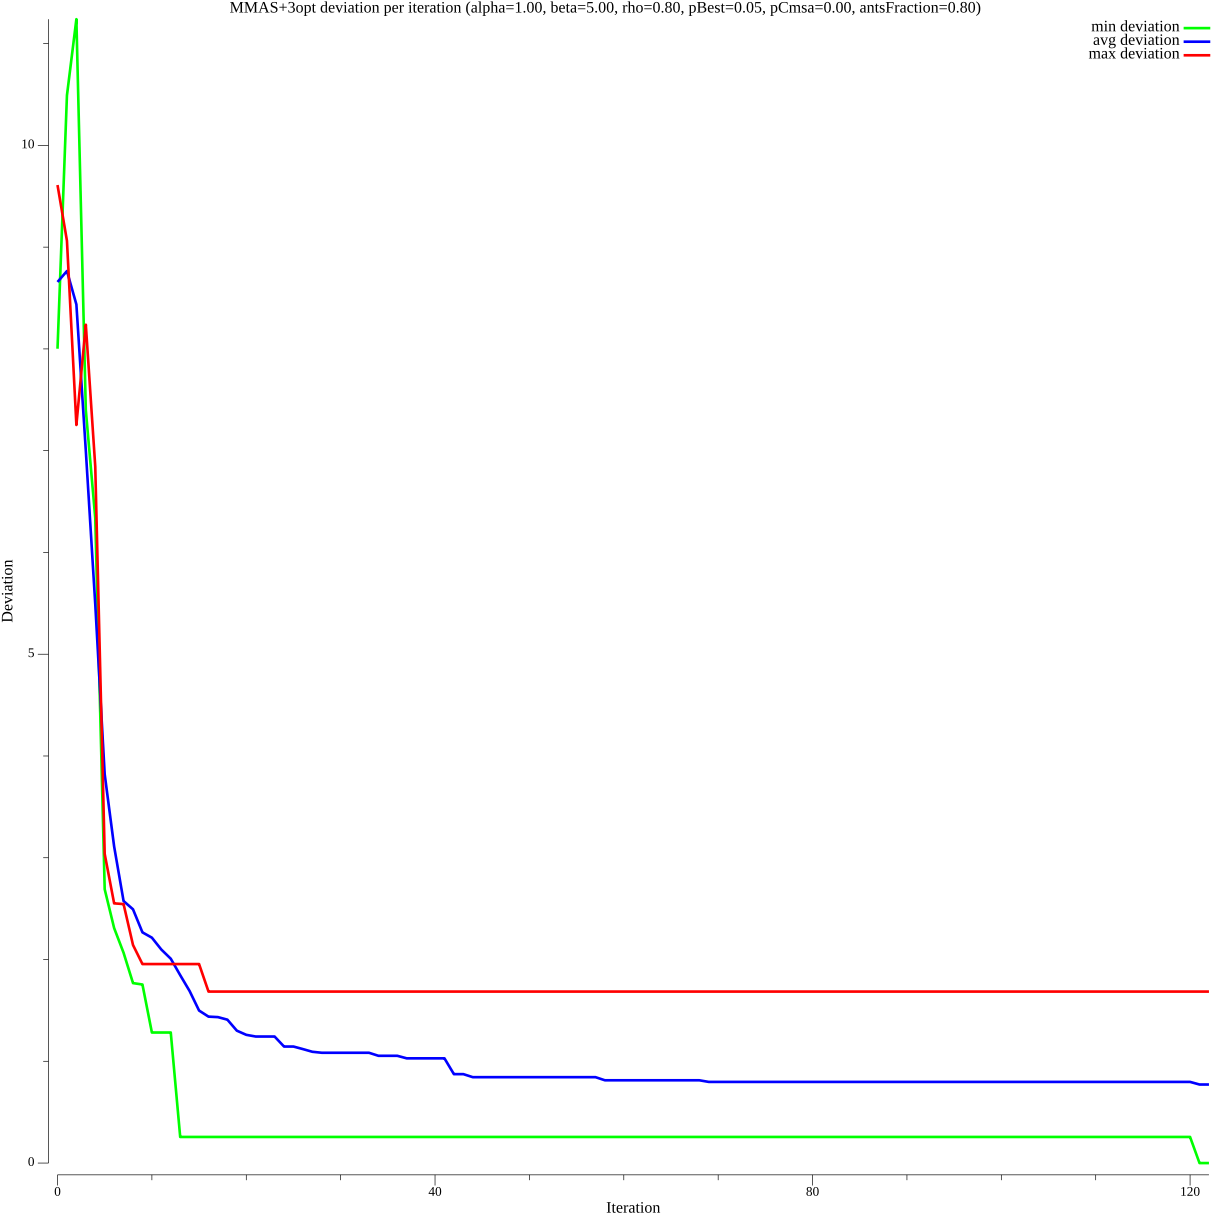 MMAS+3opt deviation per iteration (alpha=1.00, beta=5.00, rho=0.80, pBest=0.05, pCmsa=0.00, antsFraction=0.80)
min deviation
avg deviation
max deviation
10
5
0
Deviation
0 40 80 120
Iteration